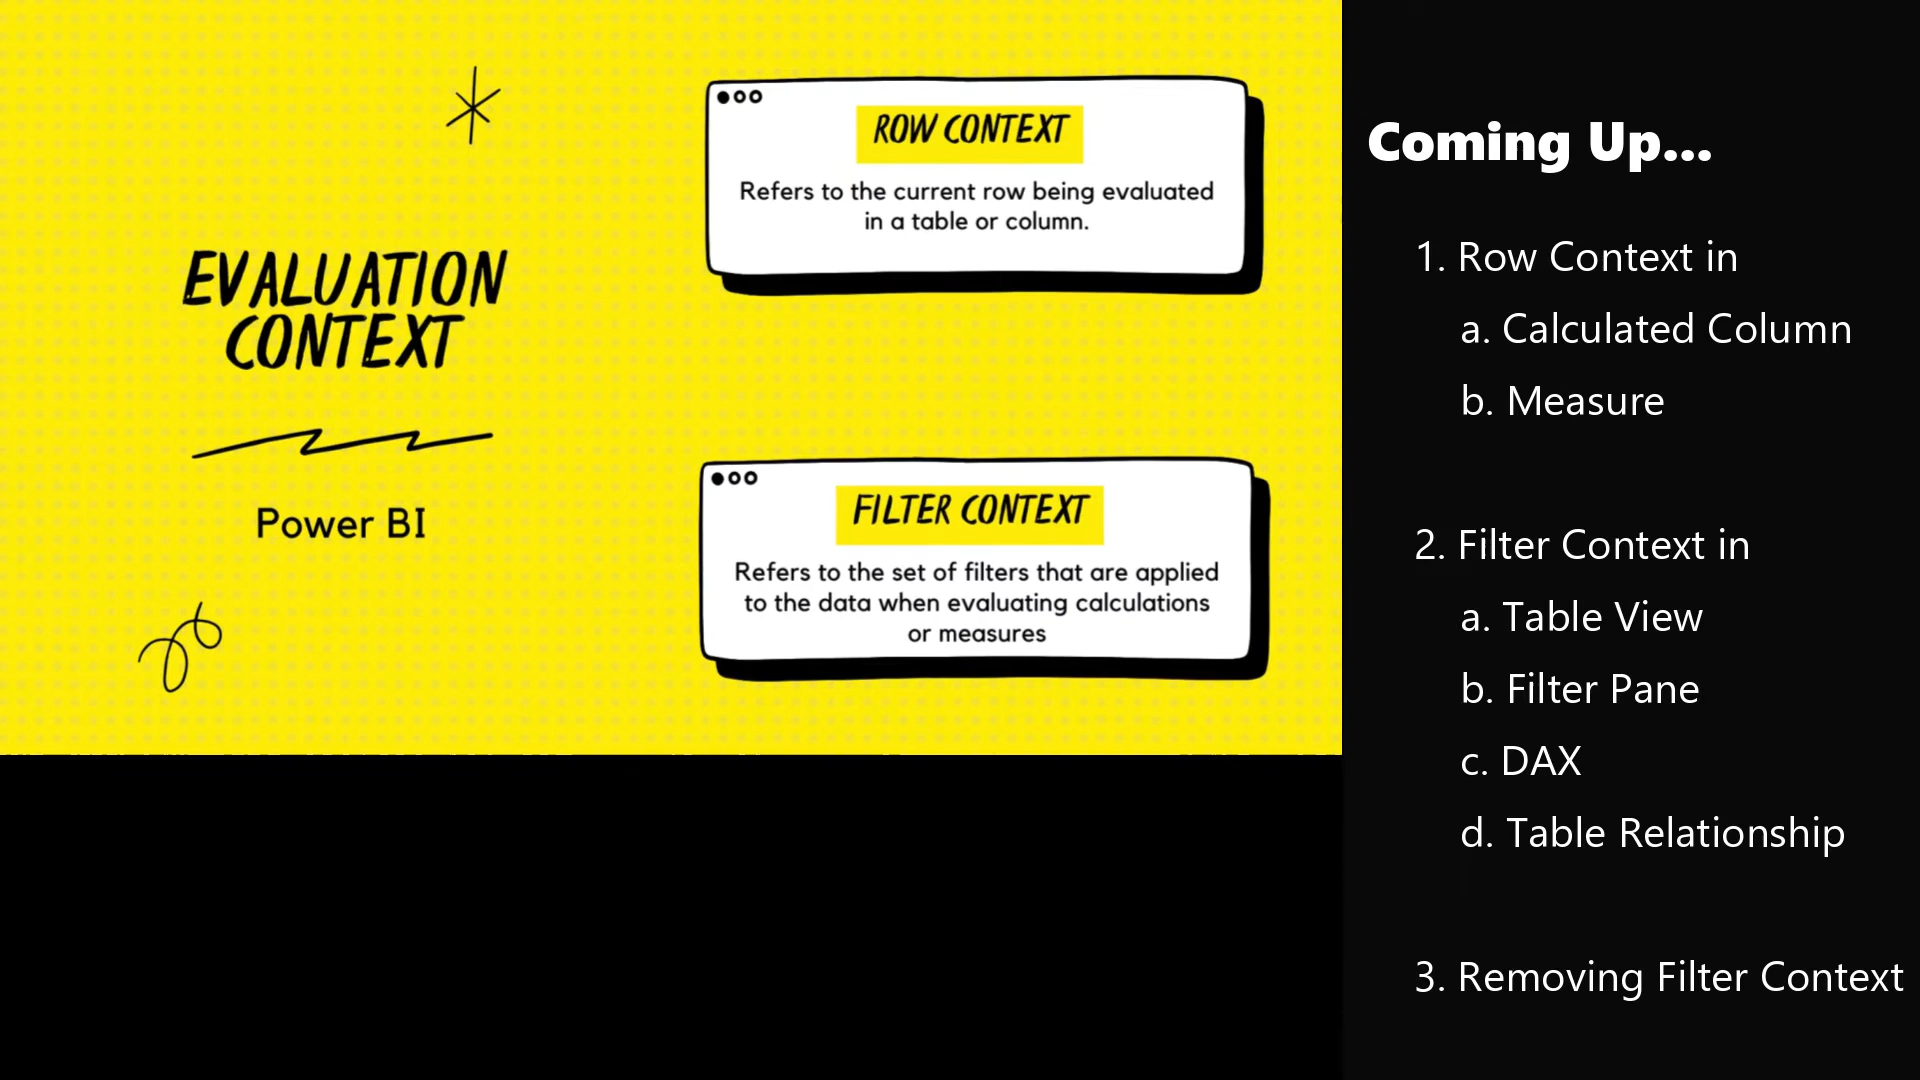 EVALUATION
CONTEXT
Power BI
ROW CONTEXT
Refers to the current row being evaluated
in a table or column.
FILTER CONTEXT
Refers to the set of filters that are applied
to the data when evaluating calculations
or measures
Coming Up...
1. Row Context in
a. Calculated Column
b. Measure
2. Filter Context in
a. Table View
b. Filter Pane
c. DAX
d. Table Relationship
3. Removing Filter Context